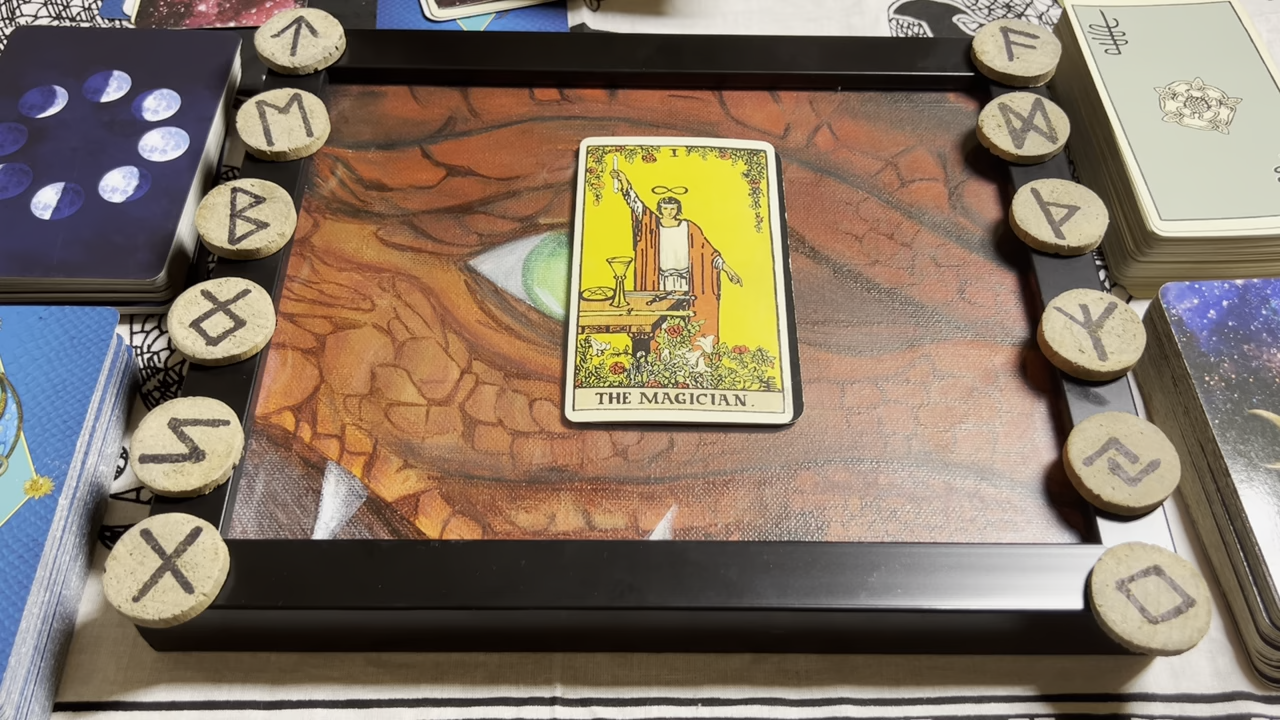 ᛏ
ᛖ
ᛒ
ᛟ
ᛊ
ᚷ
I
THE MAGICIAN.
ᚨ
ᛞ
ᚦ
ᛉ
ᛃ
ᛜ